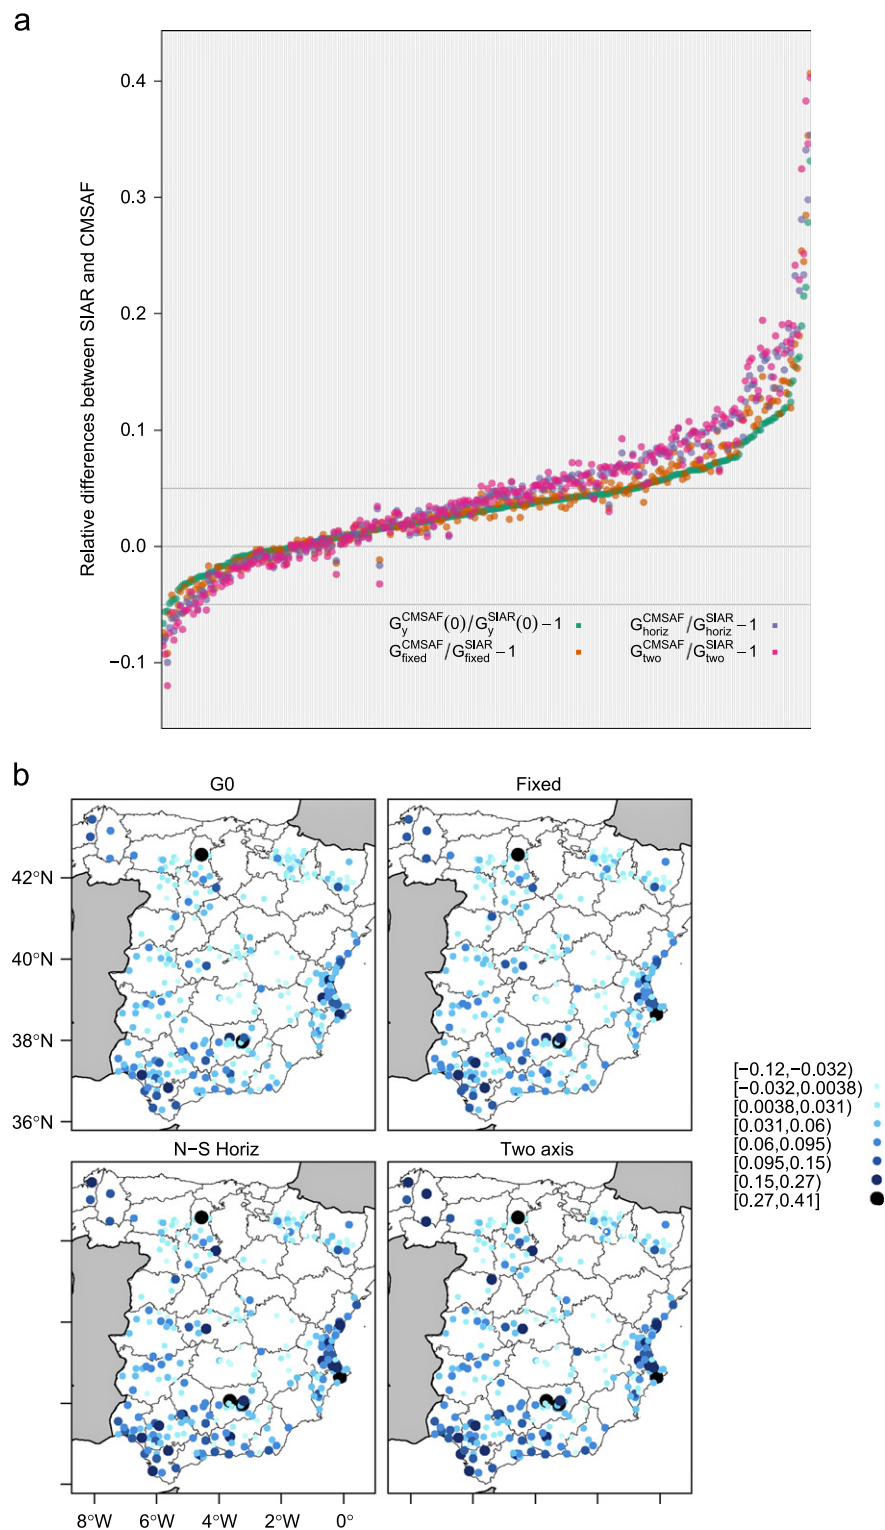 a
Relative differences between SIAR and CMSAF
0.4
0.3
0.2
0.1
0.0
−0.1
G_y^CMSAF(0)/G_y^SIAR(0)−1
G_fixed^CMSAF/G_fixed^SIAR−1
G_horiz^CMSAF/G_horiz^SIAR−1
G_two^CMSAF/G_two^SIAR−1
b
G0
Fixed
42°N
40°N
38°N
36°N
N−S Horiz
Two axis
8°W
6°W
4°W
2°W
0°
[−0.12,−0.032)
[−0.032,0.0038)
[0.0038,0.031)
[0.031,0.06)
[0.06,0.095)
[0.095,0.15)
[0.15,0.27)
[0.27,0.41]